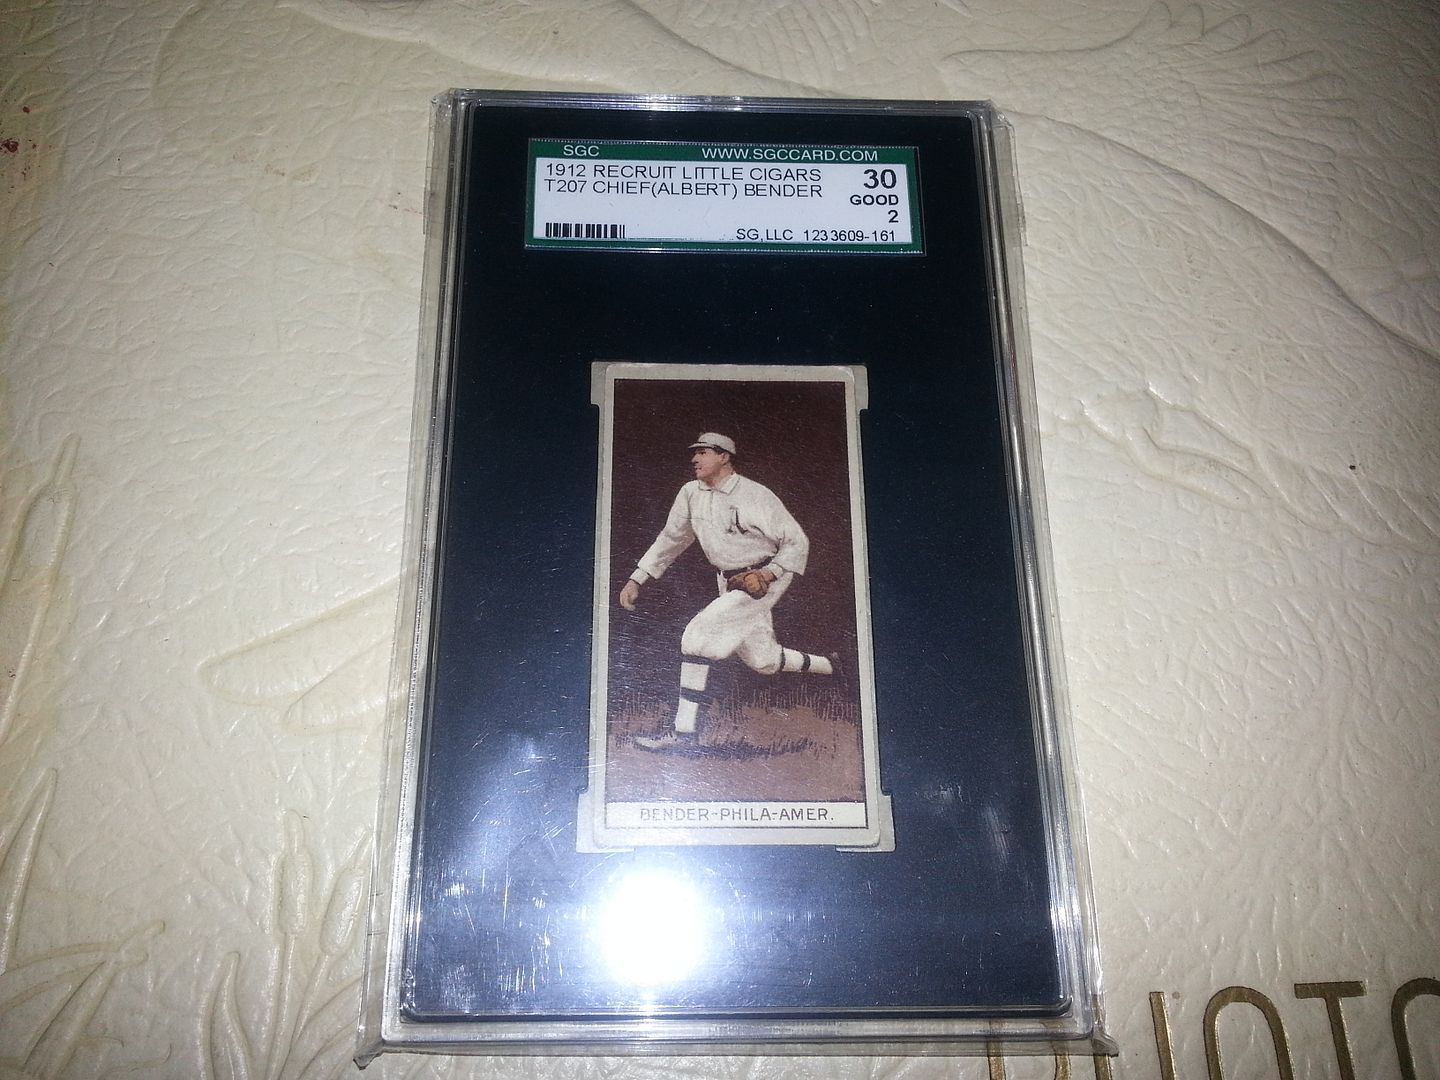 SGC WWW.SGCCARD.COM
1912 RECRUIT LITTLE CIGARS 30
T207 CHIEF(ALBERT) BENDER GOOD
2
SG,LLC 1233609-161
A
BENDER-PHILA-AMER.
PHOTO